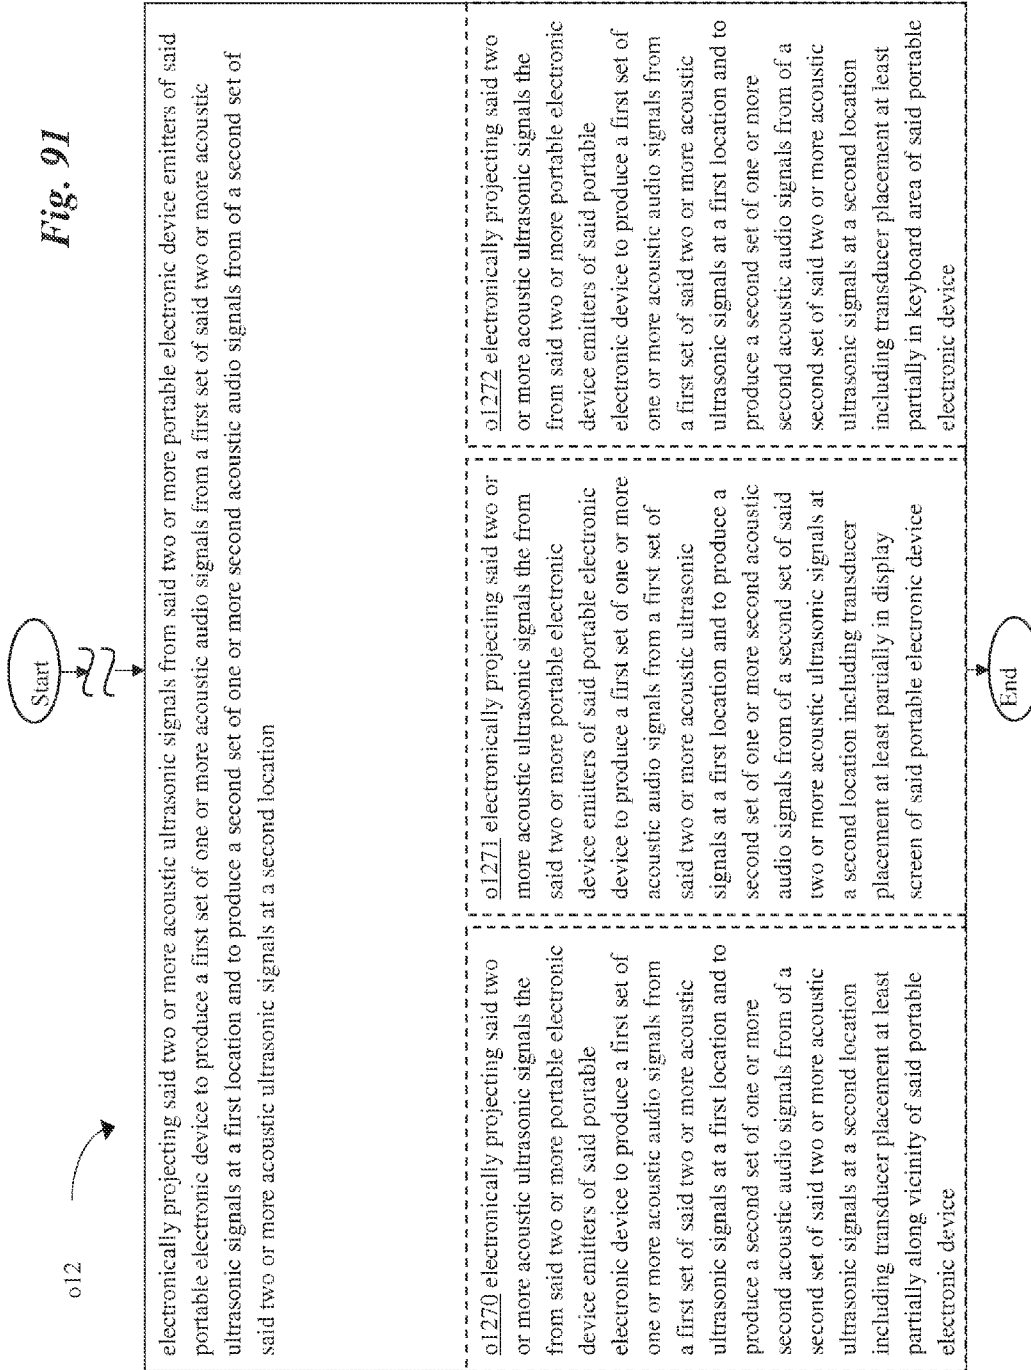 Fig. 91
o12
Start
electronically projecting said two or more acoustic ultrasonic signals from said two or more portable electronic device emitters of said
portable electronic device to produce a first set of one or more acoustic audio signals from a first set of said two or more acoustic
ultrasonic signals at a first location and to produce a second set of one or more second acoustic audio signals from of a second set of
said two or more acoustic ultrasonic signals at a second location
o1270 electronically projecting said two
or more acoustic ultrasonic signals the
from said two or more portable electronic
device emitters of said portable
electronic device to produce a first set of
one or more acoustic audio signals from
a first set of said two or more acoustic
ultrasonic signals at a first location and to
produce a second set of one or more
second acoustic audio signals from of a
second set of said two or more acoustic
ultrasonic signals at a second location
including transducer placement at least
partially along vicinity of said portable
electronic device
o1271 electronically projecting said two or
more acoustic ultrasonic signals the from
said two or more portable electronic
device emitters of said portable electronic
device to produce a first set of one or more
acoustic audio signals from a first set of
said two or more acoustic ultrasonic
signals at a first location and to produce a
second set of one or more second acoustic
audio signals from of a second set of said
two or more acoustic ultrasonic signals at
a second location including transducer
placement at least partially in display
screen of said portable electronic device
o1272 electronically projecting said two
or more acoustic ultrasonic signals the
from said two or more portable electronic
device emitters of said portable
electronic device to produce a first set of
one or more acoustic audio signals from
a first set of said two or more acoustic
ultrasonic signals at a first location and to
produce a second set of one or more
second acoustic audio signals from of a
second set of said two or more acoustic
ultrasonic signals at a second location
including transducer placement at least
partially in keyboard area of said portable
electronic device
End